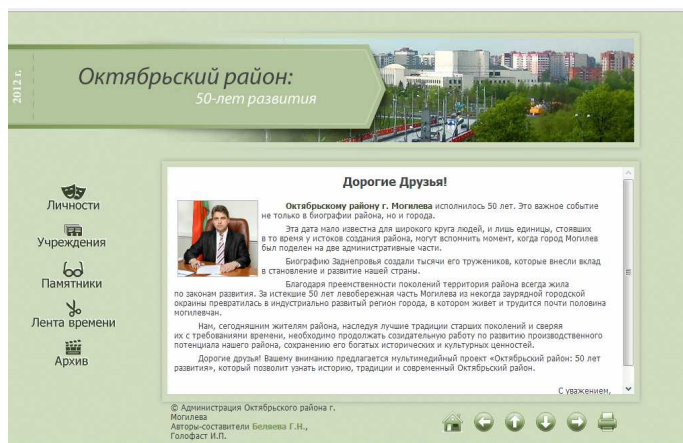 2012 г.
Октябрьский район:
50-лет развития
Личности
Учреждения
Памятники
Лента времени
Архив
Дорогие Друзья!
Октябрьскому району г. Могилева исполнилось 50 лет. Это важное событие
не только в биографии района, но и города.
Эта дата мало известна для широкого круга людей, и лишь единицы, стоявших
в то время у истоков создания района, могут вспомнить момент, когда город Могилев
был поделен на две административные части.
Биографию Заднепровья создали тысячи его тружеников, которые внесли вклад
в становление и развитие нашей страны.
Благодаря преемственности поколений территория района всегда жила
по законам развития. За истекшие 50 лет левобережная часть Могилева из некогда заурядной городской
окраины превратилась в индустриально развитый регион города, в котором живет и трудится почти половина
могилевчан.
Нам, сегодняшним жителям района, наследуя лучшие традиции старших поколений и сверяя
их с требованиями времени, необходимо продолжать созидательную работу по развитию производственного
потенциала нашего района, сохранению его богатых исторических и культурных ценностей.
Дорогие друзья! Вашему вниманию предлагается мультимедийный проект «Октябрьский район: 50 лет
развития», который позволит узнать историю, традиции и современный Октябрьский район.
С уважением,
© Администрация Октябрьского района г.
Могилева
Авторы-составители Беляева Г.Н.,
Голофаст И.П.